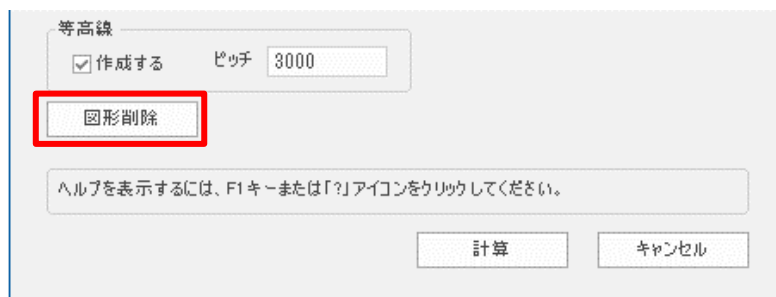 等高線
作成する ピッチ 3000
図形削除
ヘルプを表示するには、F1キーまたは「?」アイコンをクリックしてください。
計算 キャンセル